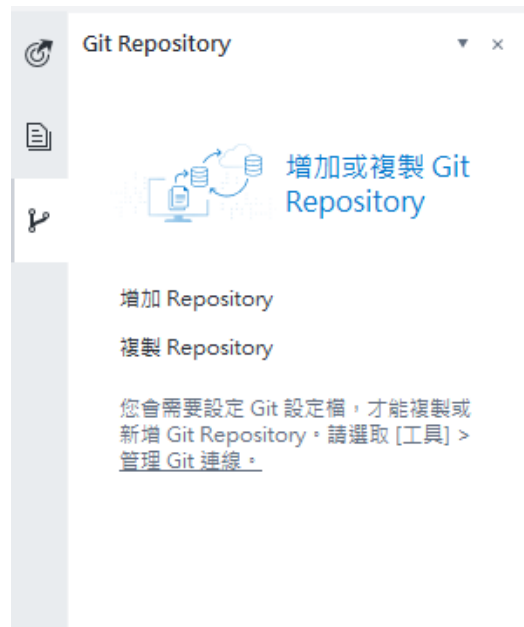 Git Repository
增加或複製 Git
Repository
增加 Repository
複製 Repository
您會需要設定 Git 設定檔，才能複製或
新增 Git Repository。請選取 [工具] >
管理 Git 連線。